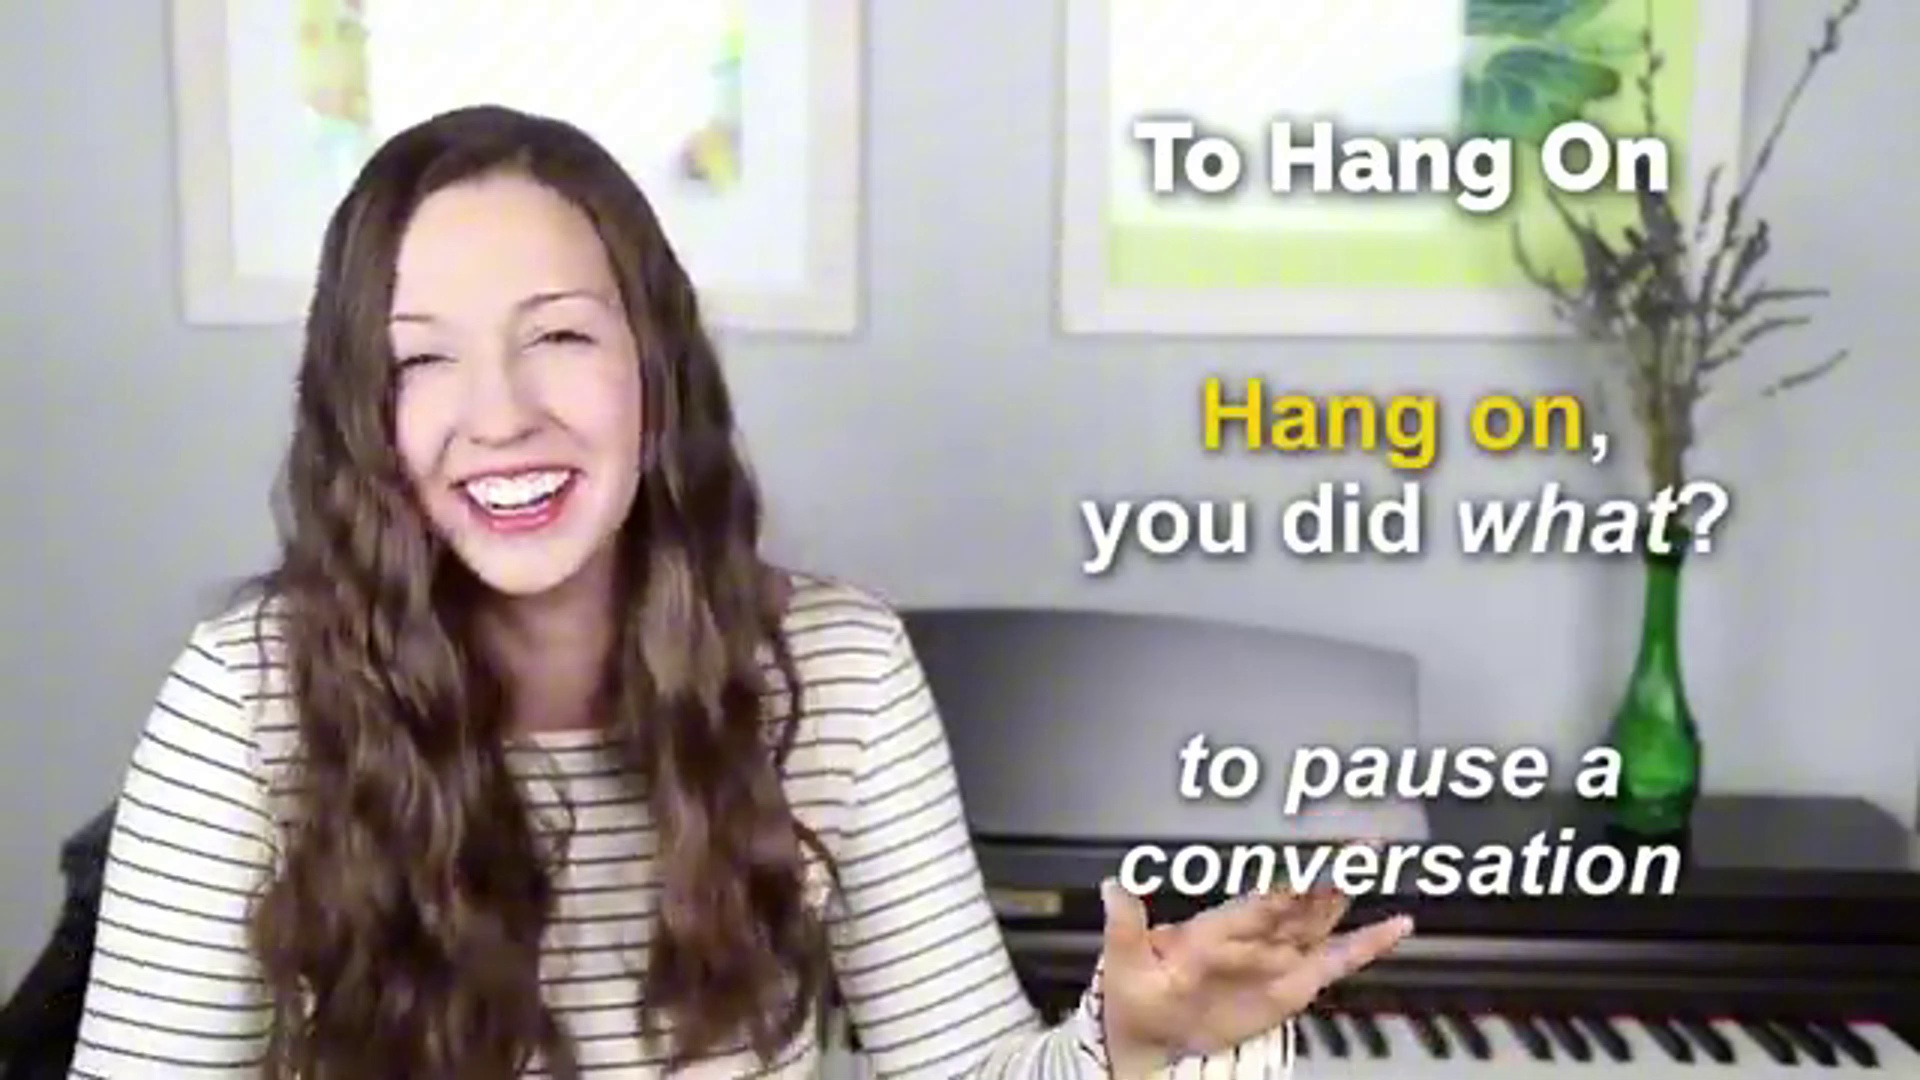 To Hang On
Hang on,
you did what?
to pause a
conversation